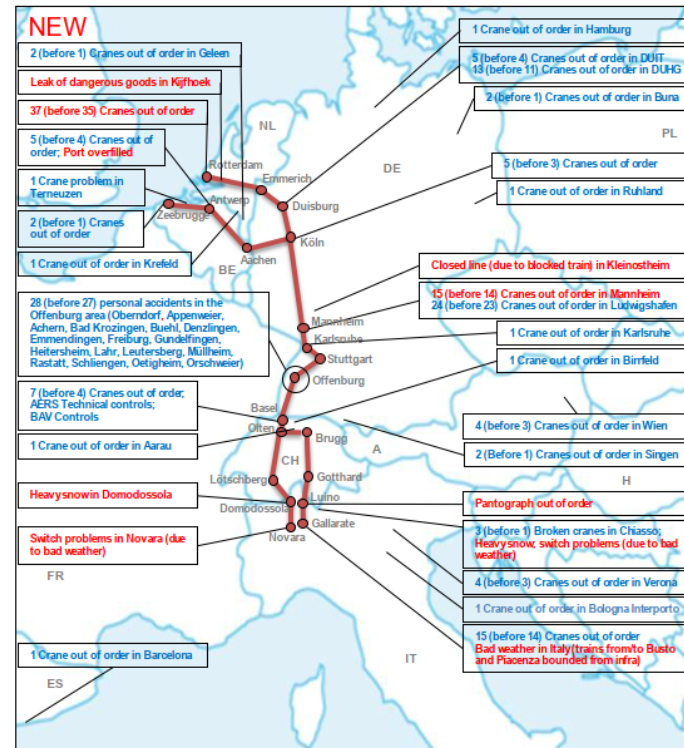 NEW
2 (before 1) Cranes out of order in Geleen
Leak of dangerous goods in Kijfhoek
37 (before 35) Cranes out of order
5 (before 4) Cranes out of
order; Port overfilled
1 Crane problem in
Terneuzen
2 (before 1) Cranes
out of order
1 Crane out of order in Krefeld
28 (before 27) personal accidents in the
Offenburg area (Oberndorf, Appenweier,
Achern, Bad Krozingen, Buehl, Denzlingen,
Emmendingen, Freiburg, Gundelfingen,
Heitersheim, Lahr, Leutersberg, Müllheim,
Rastatt, Schliengen, Oetigheim, Orschweier)
7 (before 4) Cranes out of order;
AERS Technical controls;
BAV Controls
1 Crane out of order in Aarau
Heavy snow in Domodossola
Switch problems in Novara (due
to bad weather)
1 Crane out of order in Barcelona
1 Crane out of order in Hamburg
5 (before 4) Cranes out of order in DUIT
13 (before 11) Cranes out of order in DUHG
2 (before 1) Cranes out of order in Buna
5 (before 3) Cranes out of order
1 Crane out of order in Ruhland
Closed line (due to blocked train) in Kleinostheim
15 (before 14) Cranes out of order in Mannheim
24 (before 23) Cranes out of order in Ludwigshafen
1 Crane out of order in Karlsruhe
1 Crane out of order in Birrfeld
4 (before 3) Cranes out of order in Wien
2 (Before 1) Cranes out of order in Singen
Pantograph out of order
3 (before 1) Broken cranes in Chiasso;
Heavy snow; switch problems (due to bad
weather)
4 (before 3) Cranes out of order in Verona
1 Crane out of order in Bologna Interporto
15 (before 14) Cranes out of order
Bad weather in Italy (trains from/to Busto
and Piacenza bounded from infra)
NL
DE
PL
BE
CH
A
H
FR
IT
ES
Rotterdam
Emmerich
Antwerp
Zeebrugge
Duisburg
Köln
Aachen
Mannheim
Karlsruhe
Stuttgart
Offenburg
Basel
Olten
Brugg
Lötschberg
Gotthard
Luino
Domodossola
Gallarate
Novara